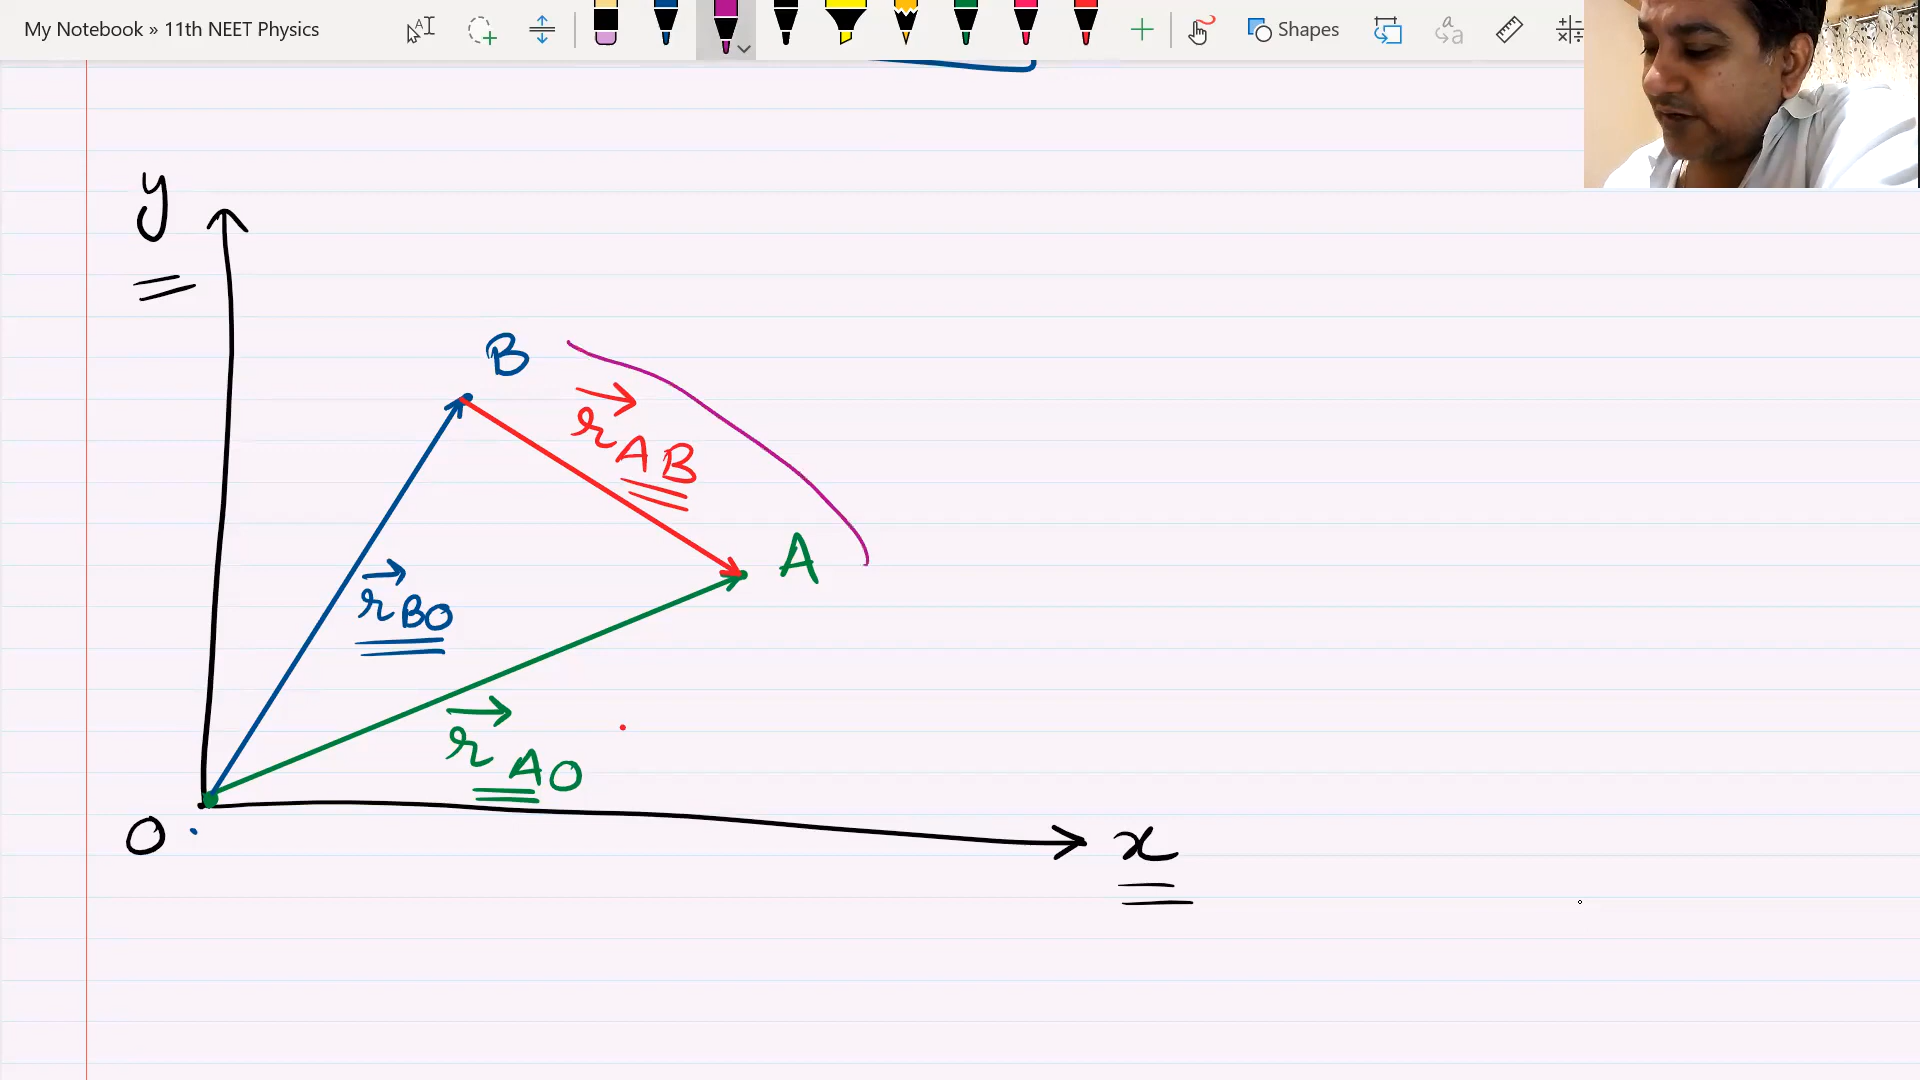 My Notebook » 11th NEET Physics
Shapes
y
B
r⃗AB
A
r⃗BO
r⃗AO
O
x